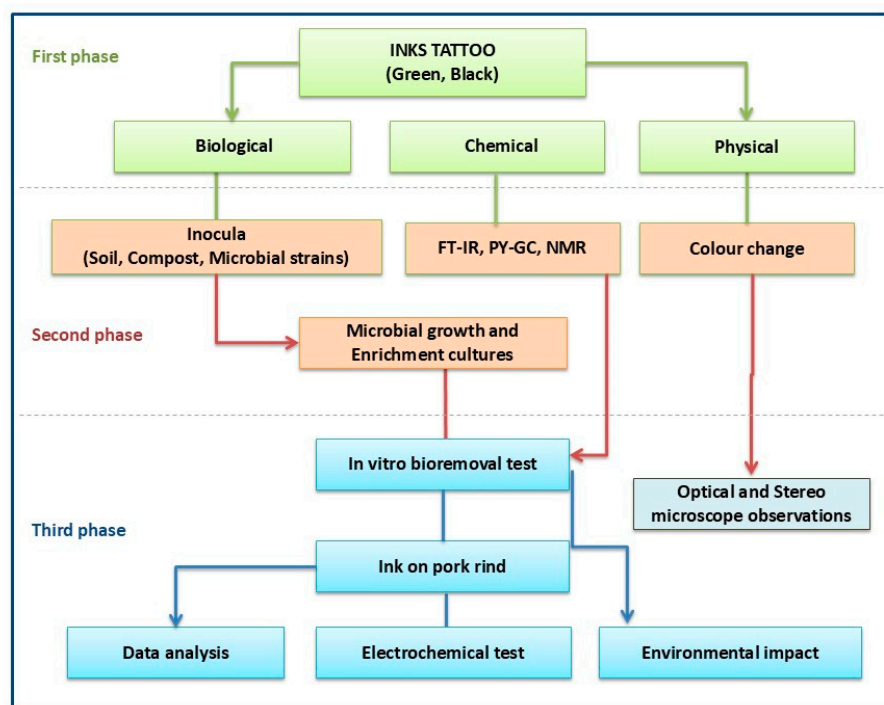 First phase
INKS TATTOO
(Green, Black)
Biological
Chemical
Physical
Inocula
(Soil, Compost, Microbial strains)
FT-IR, PY-GC, NMR
Colour change
Second phase
Microbial growth and
Enrichment cultures
In vitro bioremoval test
Optical and Stereo
microscope observations
Third phase
Ink on pork rind
Data analysis
Electrochemical test
Environmental impact